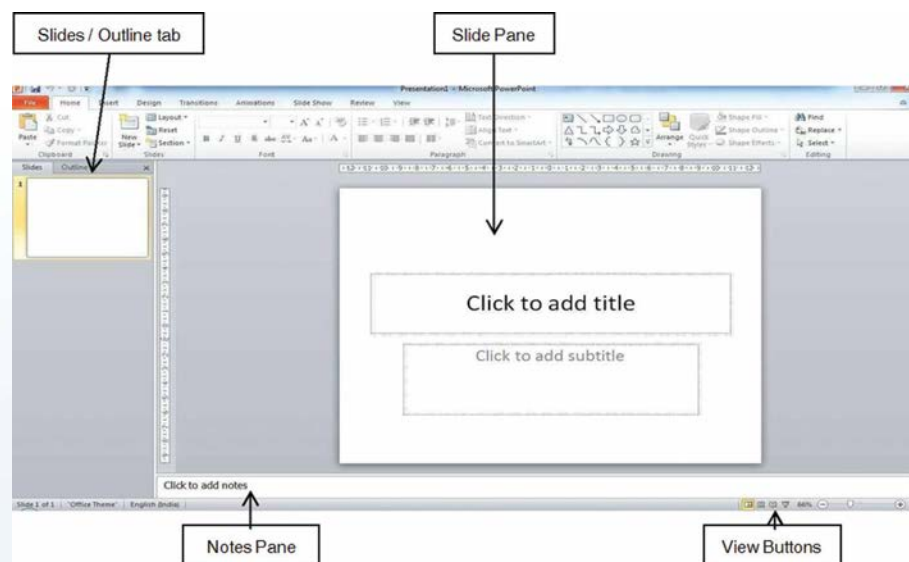 Slides / Outline tab
Slide Pane
Presentation1 - Microsoft PowerPoint
File Home Insert Design Transitions Animations Slide Show Review View
Cut
Copy
Format Painter
Paste
Clipboard
New
Slide
Layout
Reset
Section
Slides
Font
Text Direction
Align Text
Convert to SmartArt
Paragraph
Arrange
Quick
Styles
Shape Fill
Shape Outline
Shape Effects
Drawing
Find
Replace
Select
Editing
Slides Outline
1
Click to add title
Click to add subtitle
Click to add notes
Slide 1 of 1 "Office Theme" English (India) 66%
Notes Pane
View Buttons